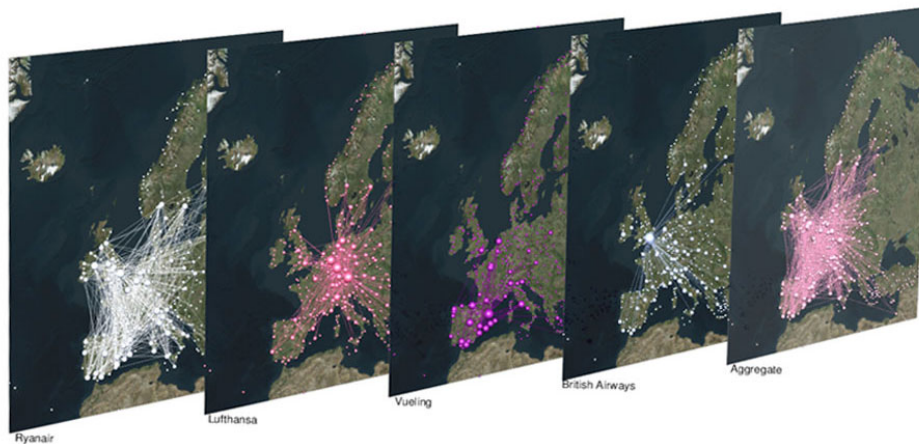 Ryanair
Lufthansa
Vueling
British Airways
Aggregate